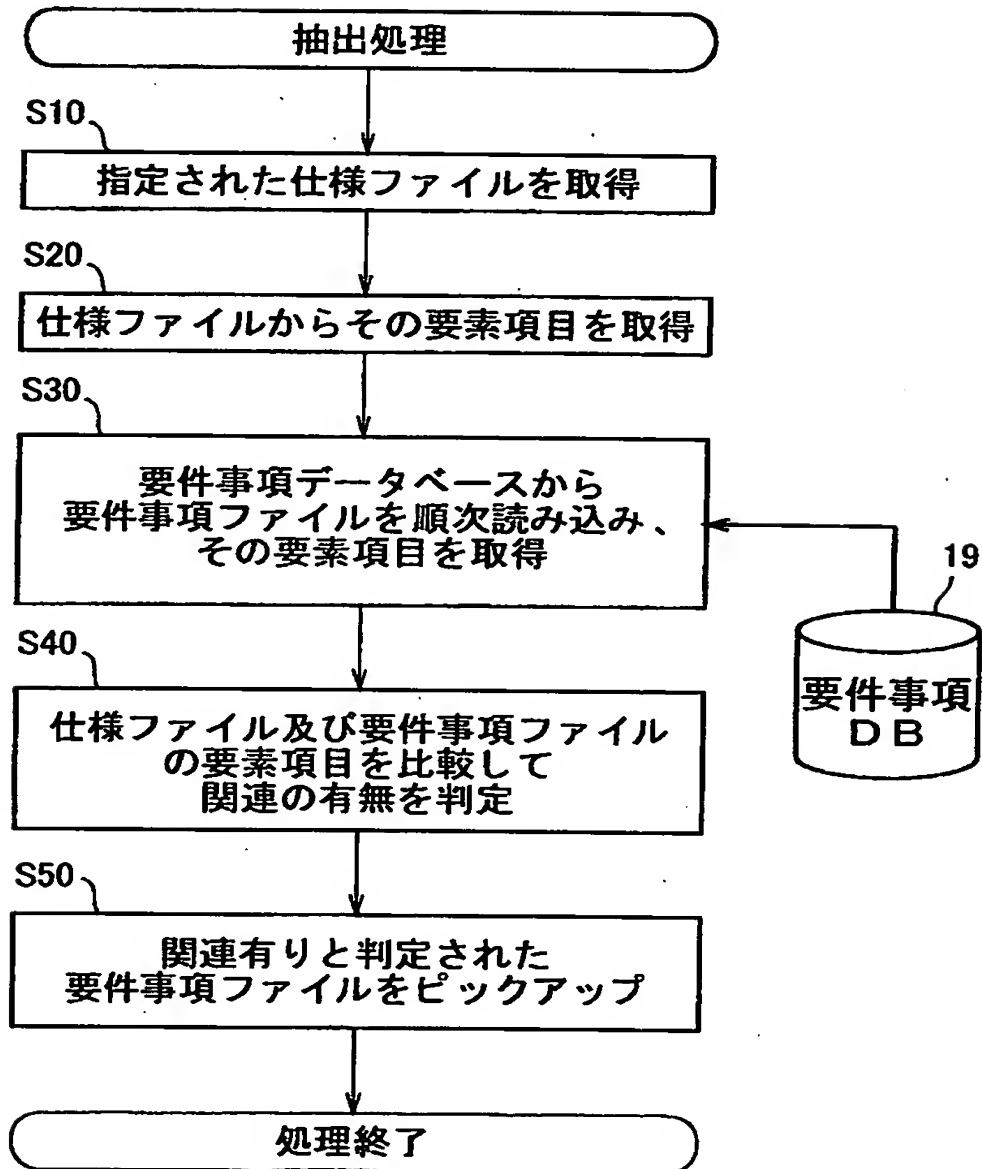 抽出処理
S10
指定された仕様ファイルを取得
S20
仕様ファイルからその要素項目を取得
S30
要件事項データベースから
要件事項ファイルを順次読み込み、
その要素項目を取得
19
要件事項
DB
S40
仕様ファイル及び要件事項ファイル
の要素項目を比較して
関連の有無を判定
S50
関連有りと判定された
要件事項ファイルをピックアップ
処理終了